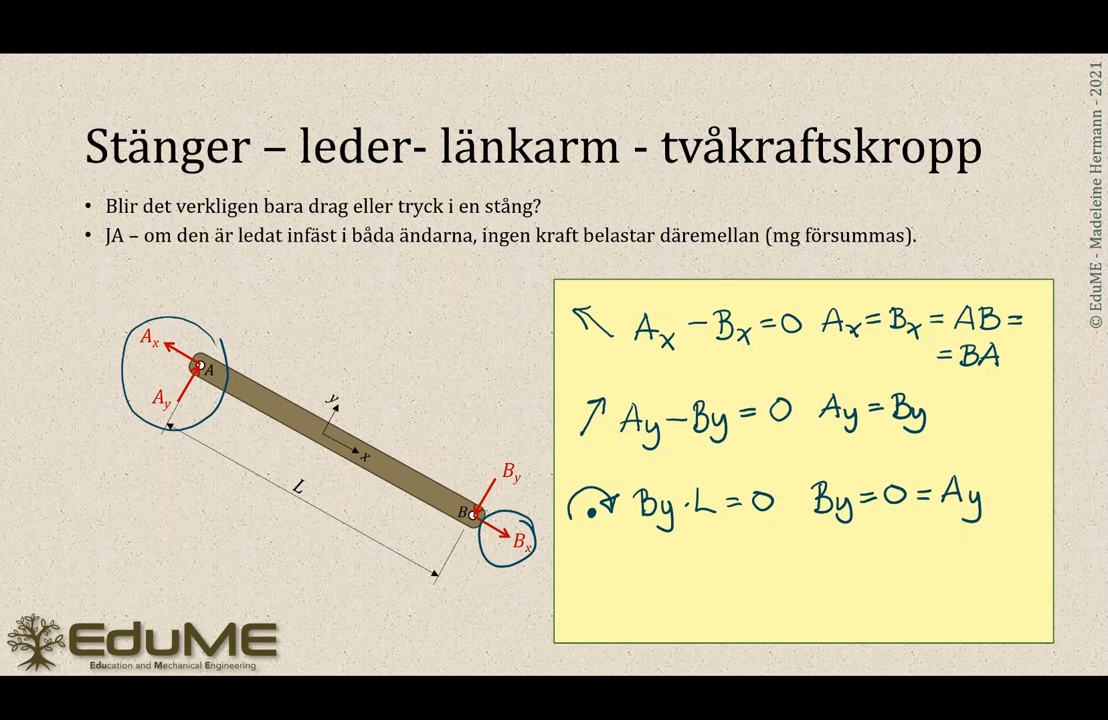 Stänger – leder- länkarm - tvåkraftskropp
• Blir det verkligen bara drag eller tryck i en stång?
• JA – om den är ledat infäst i båda ändarna, ingen kraft belastar däremellan (mg försummas).
Ax
A
Ay
y
x
L
By
B
Bx
Ax - Bx = 0 Ax = Bx = AB =
= BA
Ay - By = 0 Ay = By
By · L = 0 By = 0 = Ay
EduME
Education and Mechanical Engineering
© EduME - Madeleine Hermann - 2021